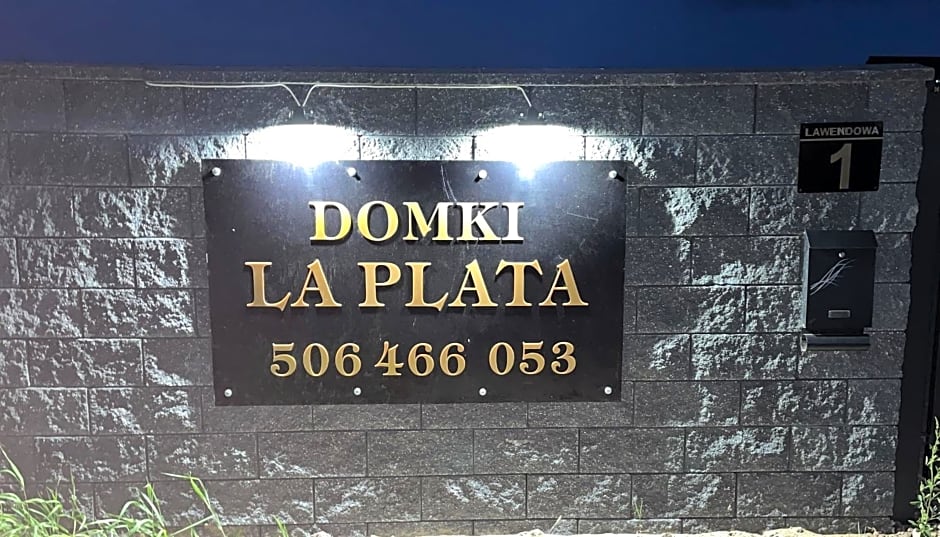 DOMKI
LA PLATA
506 466 053
LAWENDOWA
1